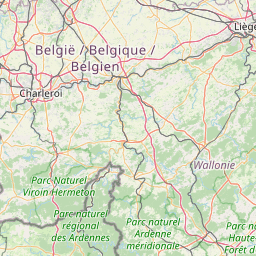 Liège
België / Belgique /
Belgien
Charleroi
Wallonie
Parc Naturel
Viroin Hermeton
Parc naturel
régional
des Ardennes
Parc naturel
Ardenne
méridionale
Parc na
Haute-
Forêt d'